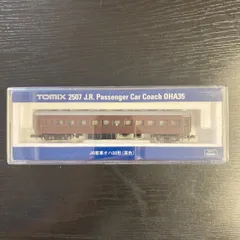 TOMIX 2507 J.R. Passenger Car Coach OHA35
JR客車オハ35形(茶色)